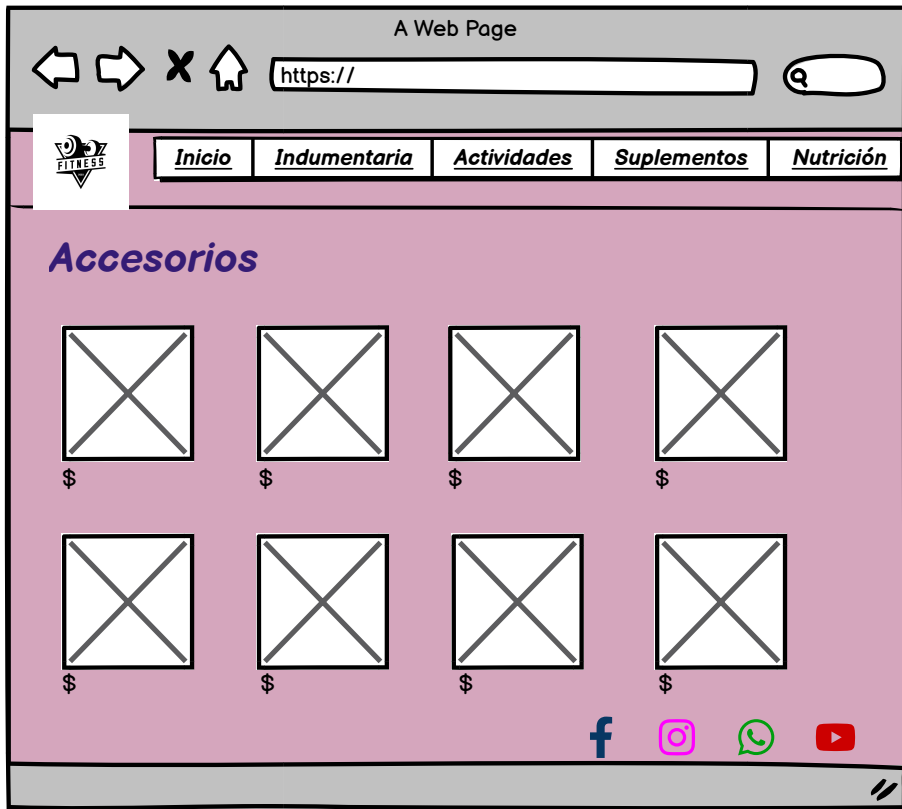 A Web Page
https://
FITNESS
Inicio Indumentaria Actividades Suplementos Nutrición
Accesorios
$ $ $ $
$ $ $ $